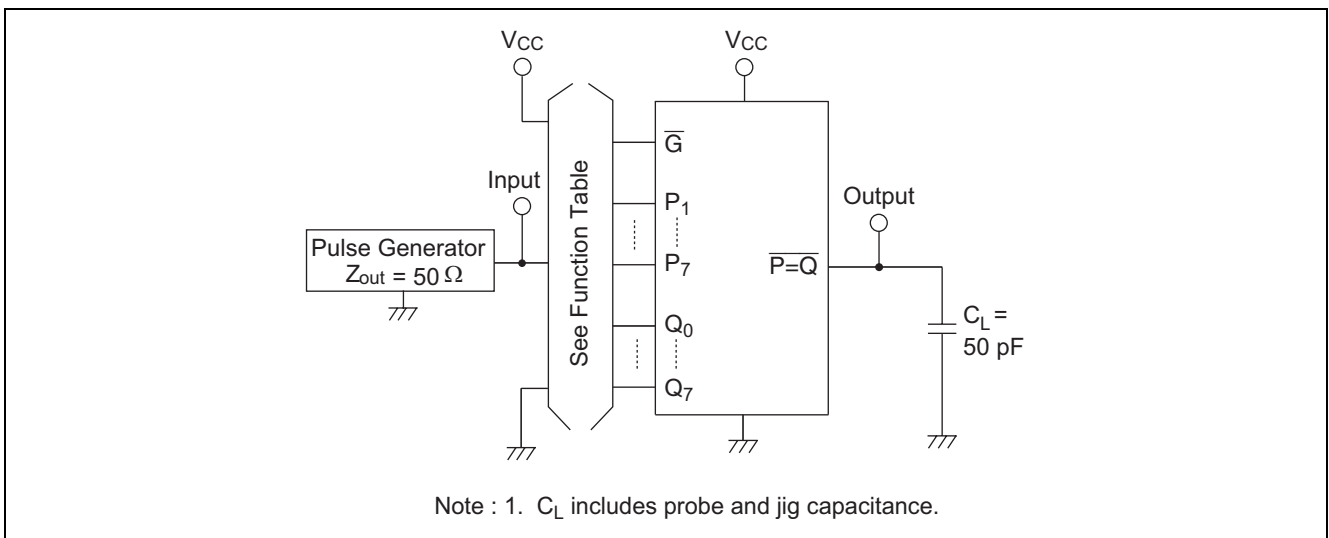 VCC
VCC
See Function Table
G̅
Input
P1
Output
Pulse Generator
Zout = 50 Ω
P7
P̅=̅Q̅
Q0
CL =
50 pF
Q7
Note : 1. CL includes probe and jig capacitance.